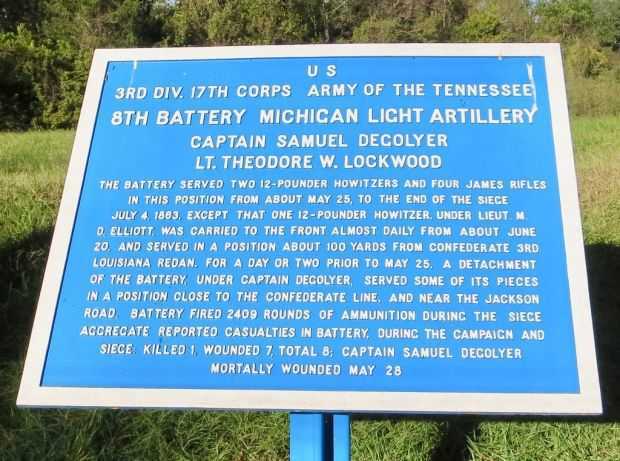 U S
3RD DIV. 17TH CORPS ARMY OF THE TENNESSEE
8TH BATTERY MICHIGAN LIGHT ARTILLERY
CAPTAIN SAMUEL DEGOLYER
LT. THEODORE W. LOCKWOOD
THE BATTERY SERVED TWO 12-POUNDER HOWITZERS AND FOUR JAMES RIFLES
IN THIS POSITION FROM ABOUT MAY 25, TO THE END OF THE SIEGE
JULY 4, 1863, EXCEPT THAT ONE 12-POUNDER HOWITZER, UNDER LIEUT. M.
D. ELLIOTT, WAS CARRIED TO THE FRONT ALMOST DAILY FROM ABOUT JUNE
20, AND SERVED IN A POSITION ABOUT 100 YARDS FROM CONFEDERATE 3RD
LOUISIANA REDAN. FOR A DAY OR TWO PRIOR TO MAY 25, A DETACHMENT
OF THE BATTERY, UNDER CAPTAIN DEGOLYER, SERVED SOME OF ITS PIECES
IN A POSITION CLOSE TO THE CONFEDERATE LINE, AND NEAR THE JACKSON
ROAD. BATTERY FIRED 2409 ROUNDS OF AMMUNITION DURING THE SIEGE
AGGREGATE REPORTED CASUALTIES IN BATTERY, DURING THE CAMPAIGN AND
SIEGE: KILLED 1, WOUNDED 7, TOTAL 8; CAPTAIN SAMUEL DEGOLYER
MORTALLY WOUNDED MAY 28